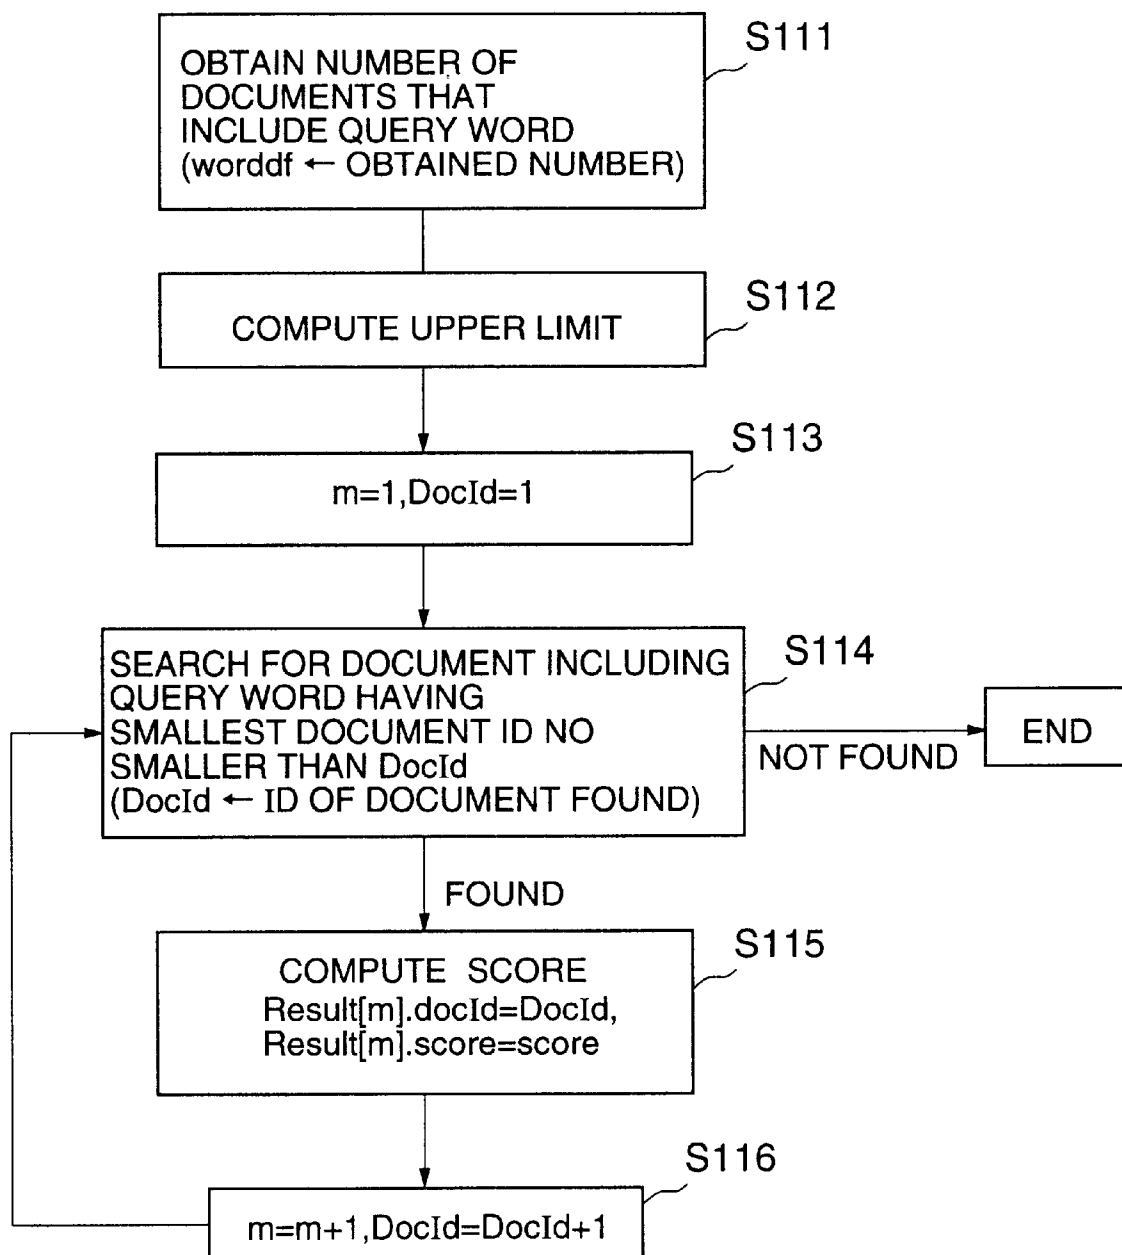 S111
OBTAIN NUMBER OF
DOCUMENTS THAT
INCLUDE QUERY WORD
(worddf ← OBTAINED NUMBER)
S112
COMPUTE UPPER LIMIT
S113
m=1,DocId=1
S114
SEARCH FOR DOCUMENT INCLUDING
QUERY WORD HAVING
SMALLEST DOCUMENT ID NO
SMALLER THAN DocId
(DocId ← ID OF DOCUMENT FOUND)
NOT FOUND
END
FOUND
S115
COMPUTE SCORE
Result[m].docId=DocId,
Result[m].score=score
S116
m=m+1,DocId=DocId+1